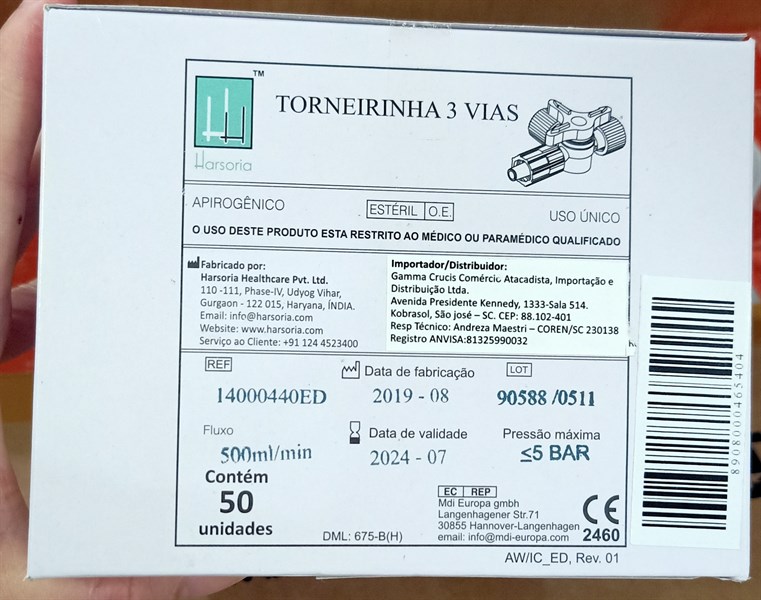 TM
TORNEIRINHA 3 VIAS
Harsoria
APIROGÊNICO
ESTÉRIL O.E.
USO ÚNICO
O USO DESTE PRODUTO ESTA RESTRITO AO MÉDICO OU PARAMÉDICO QUALIFICADO
Fabricado por:
Harsoria Healthcare Pvt. Ltd.
110 -111, Phase-IV, Udyog Vihar,
Gurgaon - 122 015, Haryana, ÍNDIA.
Email: info@harsoria.com
Website: www.harsoria.com
Serviço ao Cliente: +91 124 4523400
Importador/Distribuidor:
Gamma Crucis Comércio Atacadista, Importação e
Distribuição Ltda.
Avenida Presidente Kennedy, 1333-Sala 514.
Kobrasol, São josé – SC. CEP: 88.102-401
Resp Técnico: Andreza Maestri – COREN/SC 230138
Registro ANVISA:81325990032
REF
14000440ED
Data de fabricação
2019 - 08
LOT
90588 /0511
Fluxo
500ml/min
Data de validade
2024 - 07
Pressão máxima
≤5 BAR
Contém
50
unidades
DML: 675-B(H)
EC REP
Mdi Europa gmbh
Langenhagener Str.71
30855 Hannover-Langenhagen
email: info@mdi-europa.com
CE
2460
AW/IC_ED, Rev. 01
8908000465404